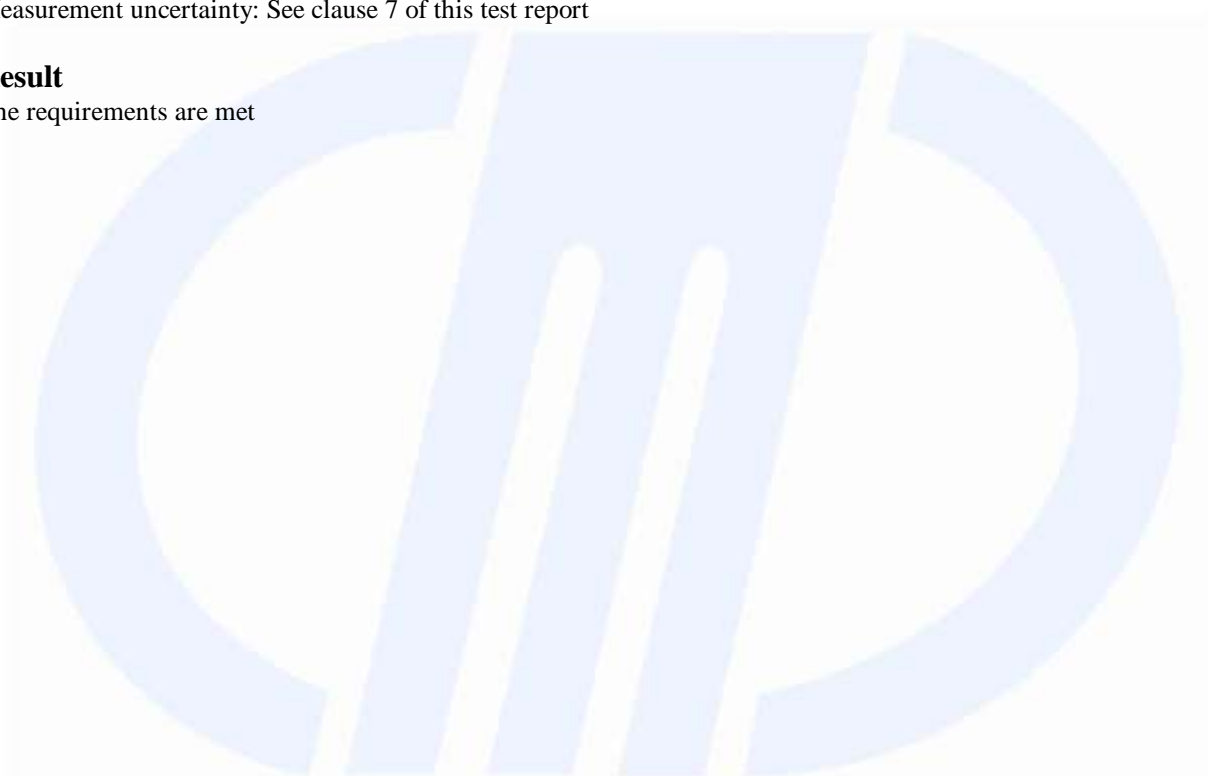 easurement uncertainty: See clause 7 of this test report
esult
ne requirements are met